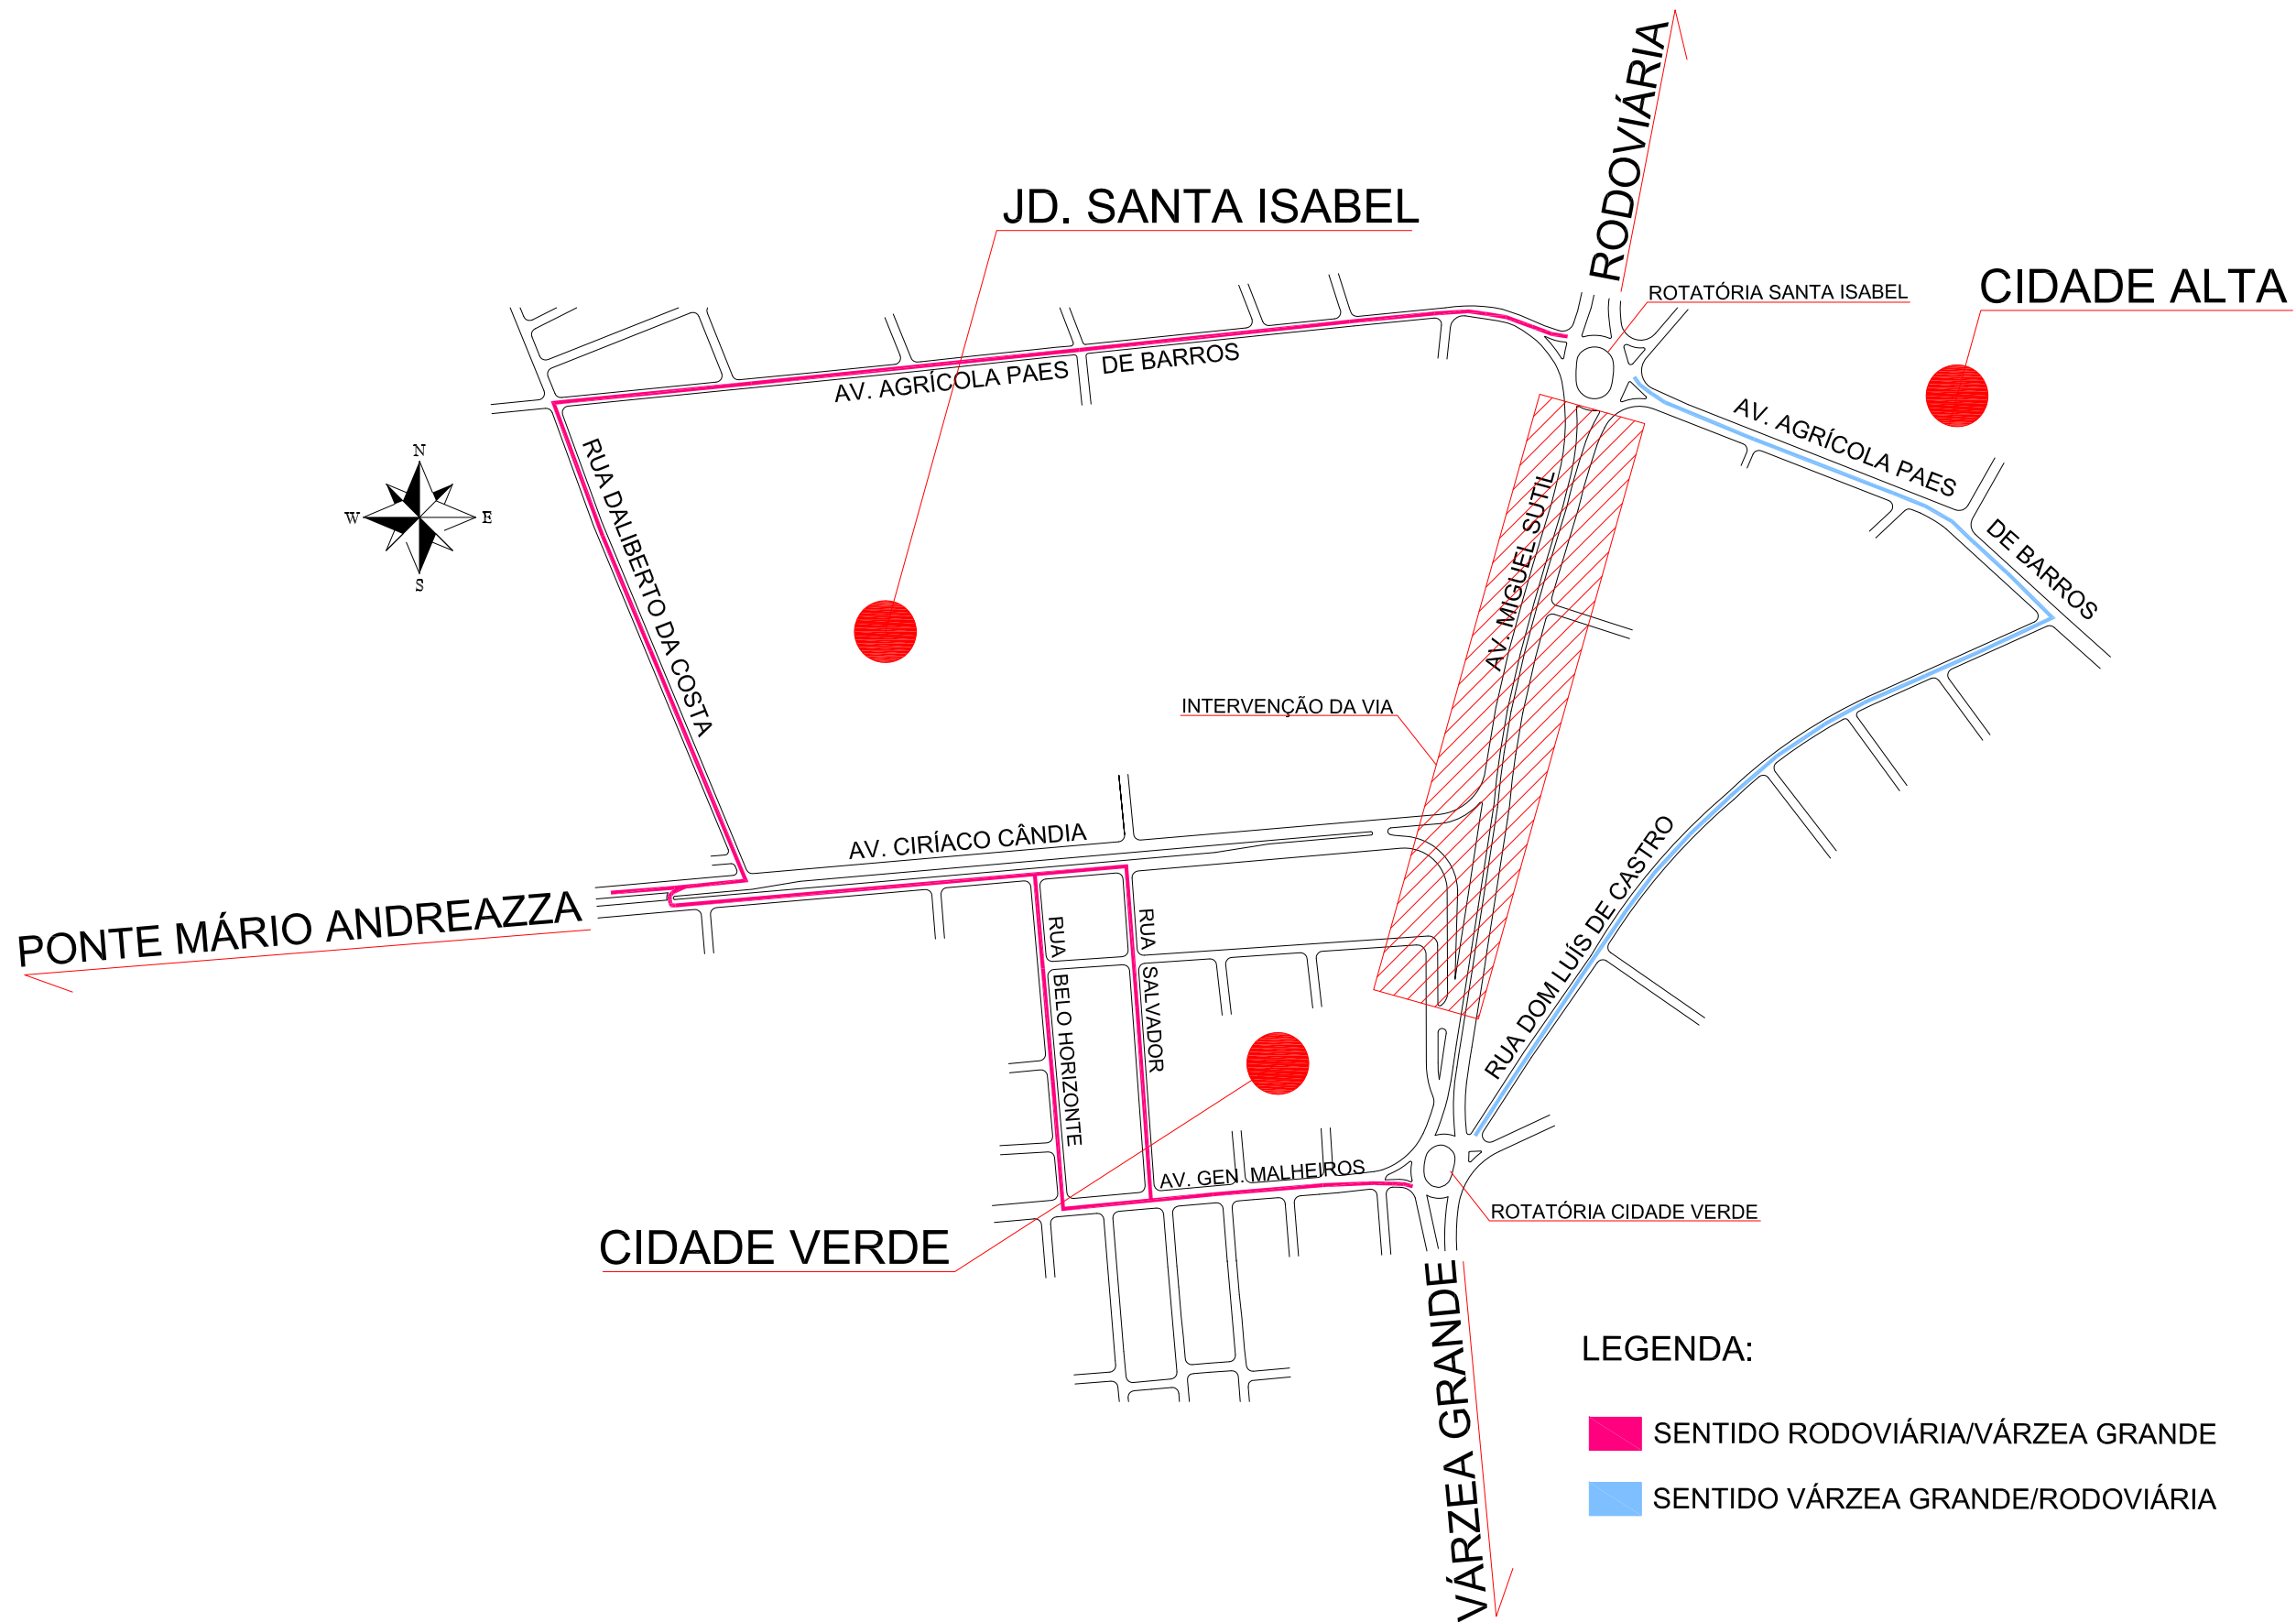 RODOVIÁRIA
JD. SANTA ISABEL
CIDADE ALTA
ROTATÓRIA SANTA ISABEL
AV. AGRÍCOLA PAES DE BARROS
AV. AGRÍCOLA PAES
DE BARROS
RUA DALIBERTO DA COSTA
N
W
E
S
AV. MIGUEL SUTIL
INTERVENÇÃO DA VIA
AV. CIRÍACO CÂNDIA
PONTE MÁRIO ANDREAZZA
RUA DOM LUÍS DE CASTRO
RUA BELO HORIZONTE
RUA SALVADOR
AV. GEN. MALHEIROS
ROTATÓRIA CIDADE VERDE
CIDADE VERDE
VÁRZEA GRANDE
LEGENDA:
SENTIDO RODOVIÁRIA/VÁRZEA GRANDE
SENTIDO VÁRZEA GRANDE/RODOVIÁRIA